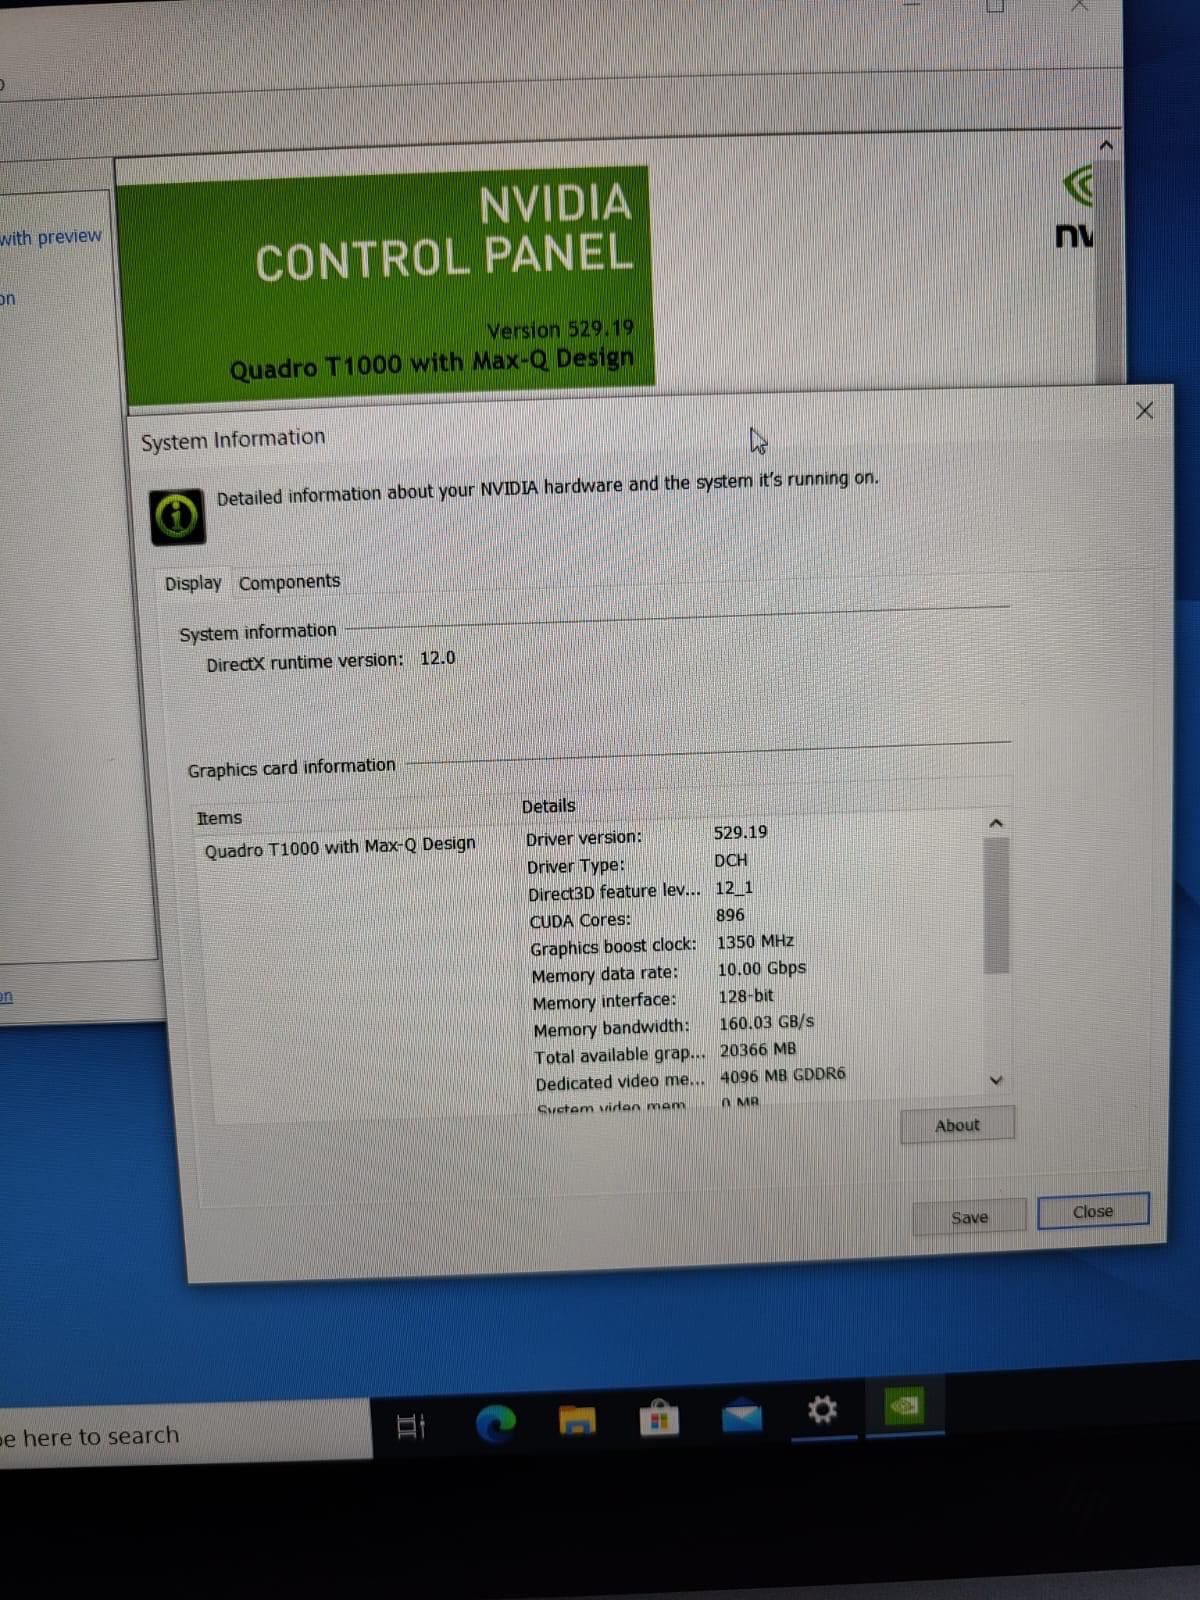 with preview
on
NVIDIA
CONTROL PANEL
Version 529.19
Quadro T1000 with Max-Q Design
System Information
Detailed information about your NVIDIA hardware and the system it's running on.
Display Components
System information
DirectX runtime version: 12.0
Graphics card information
Items Details
Quadro T1000 with Max-Q Design
Driver version: 529.19
Driver Type: DCH
Direct3D feature lev... 12_1
CUDA Cores: 896
Graphics boost clock: 1350 MHz
Memory data rate: 10.00 Gbps
Memory interface: 128-bit
Memory bandwidth: 160.03 GB/s
Total available grap... 20366 MB
Dedicated video me... 4096 MB GDDR6
System video mem 0 MB
About
Save Close
on
pe here to search